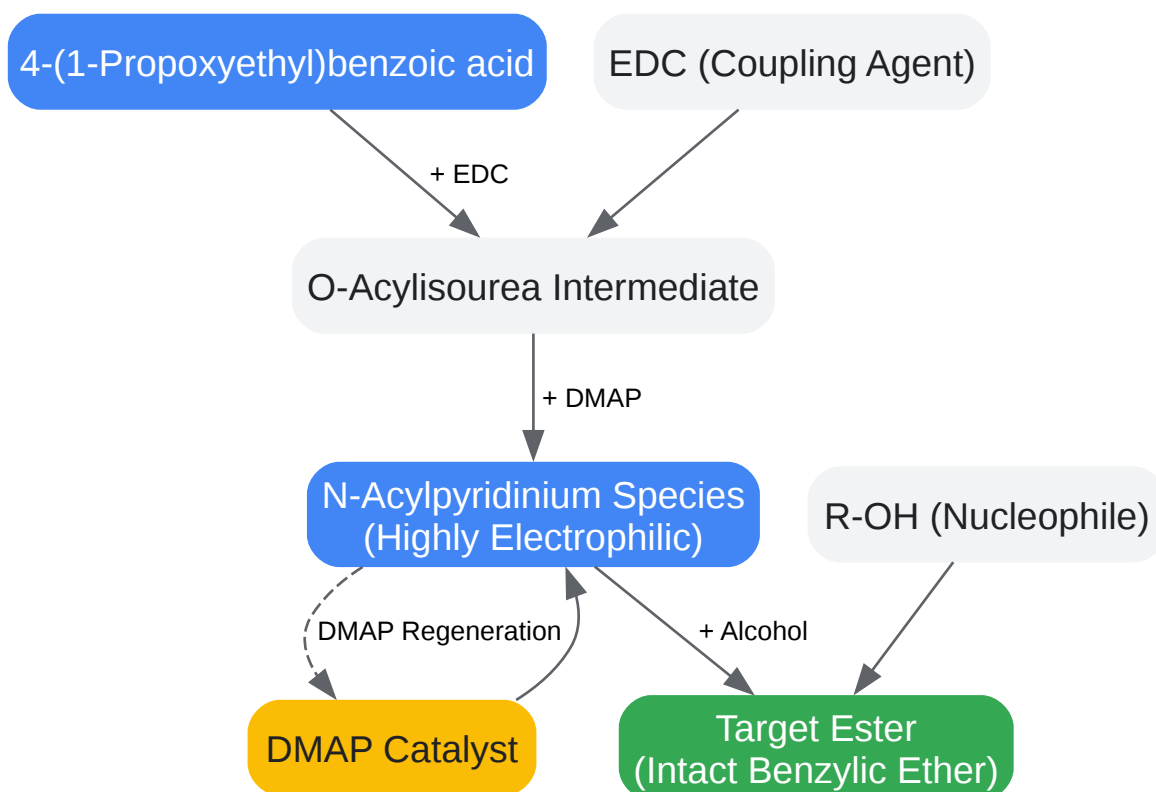 4-(1-Propoxyethyl)benzoic acid
EDC (Coupling Agent)
+ EDC
O-Acylisourea Intermediate
+ DMAP
N-Acylpyridinium Species
(Highly Electrophilic)
R-OH (Nucleophile)
DMAP Regeneration
+ Alcohol
DMAP Catalyst
Target Ester
(Intact Benzylic Ether)